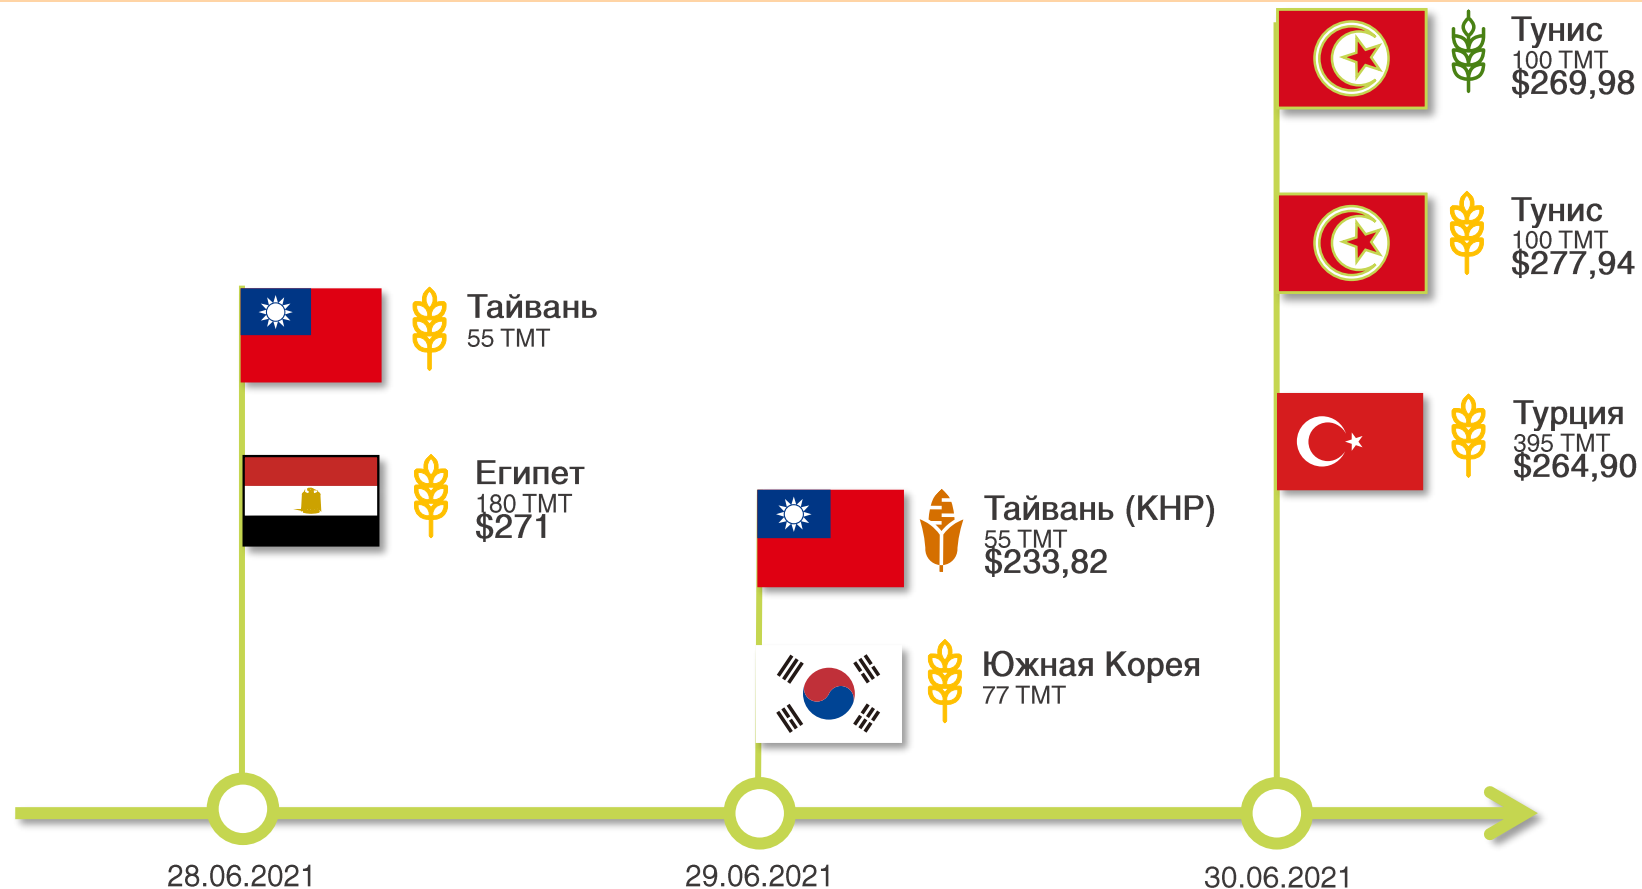 Тунис
100 ТМТ
$269,98
Тунис
100 ТМТ
$277,94
Тайвань
55 ТМТ
Турция
395 ТМТ
$264,90
Египет
180 ТМТ
$271
Тайвань (КНР)
55 ТМТ
$233,82
Южная Корея
77 ТМТ
28.06.2021
29.06.2021
30.06.2021